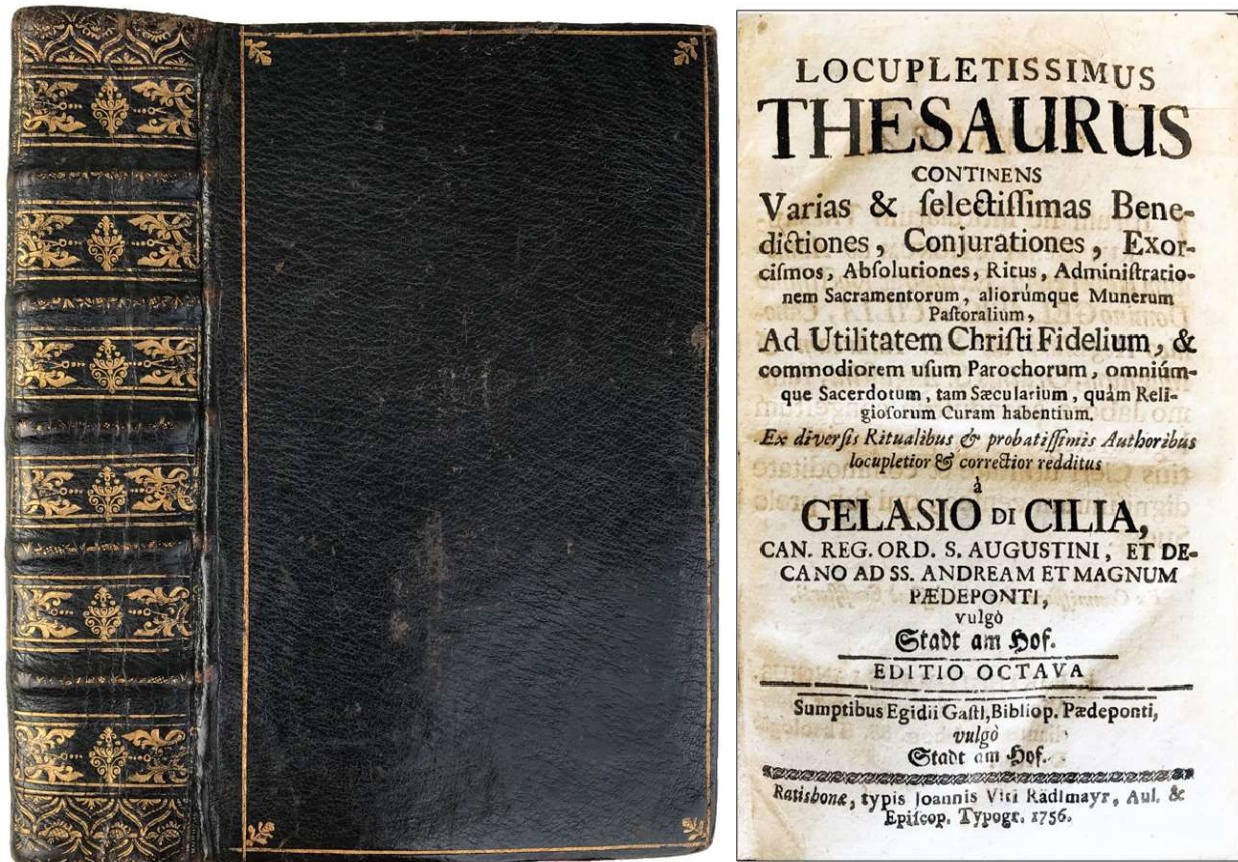 LOCUPLETISSIMUS
THESAURUS
CONTINENS
Varias & ſelectiſſimas Bene-
dictiones, Conjurationes, Exor-
ciſmos, Abſolutiones, Ritus, Adminiſtratio-
nem Sacramentorum, aliorúmque Munerum
Paſtoralium,
Ad Utilitatem Chriſti Fidelium, &
commodiorem uſum Parochorum, omniúm-
que Sacerdotum, tam Sæcularium, quàm Reli-
gioſorum Curam habentium.
Ex diverſis Ritualibus & probatiſſimis Authoribus
locupletior & correctior redditus
à
GELASIO DI CILIA,
CAN. REG. ORD. S. AUGUSTINI, ET DE-
CANO AD SS. ANDREAM ET MAGNUM
PÆDEPONTI,
vulgò
Stadt am Hof.
EDITIO OCTAVA
Sumptibus Egidii Gaſtl, Bibliop. Pædeponti,
vulgò
Stadt am Hof.
Ratisbonæ, typis Joannis Viti Rädlmayr, Aul. &
Epiſcop. Typogr. 1756.